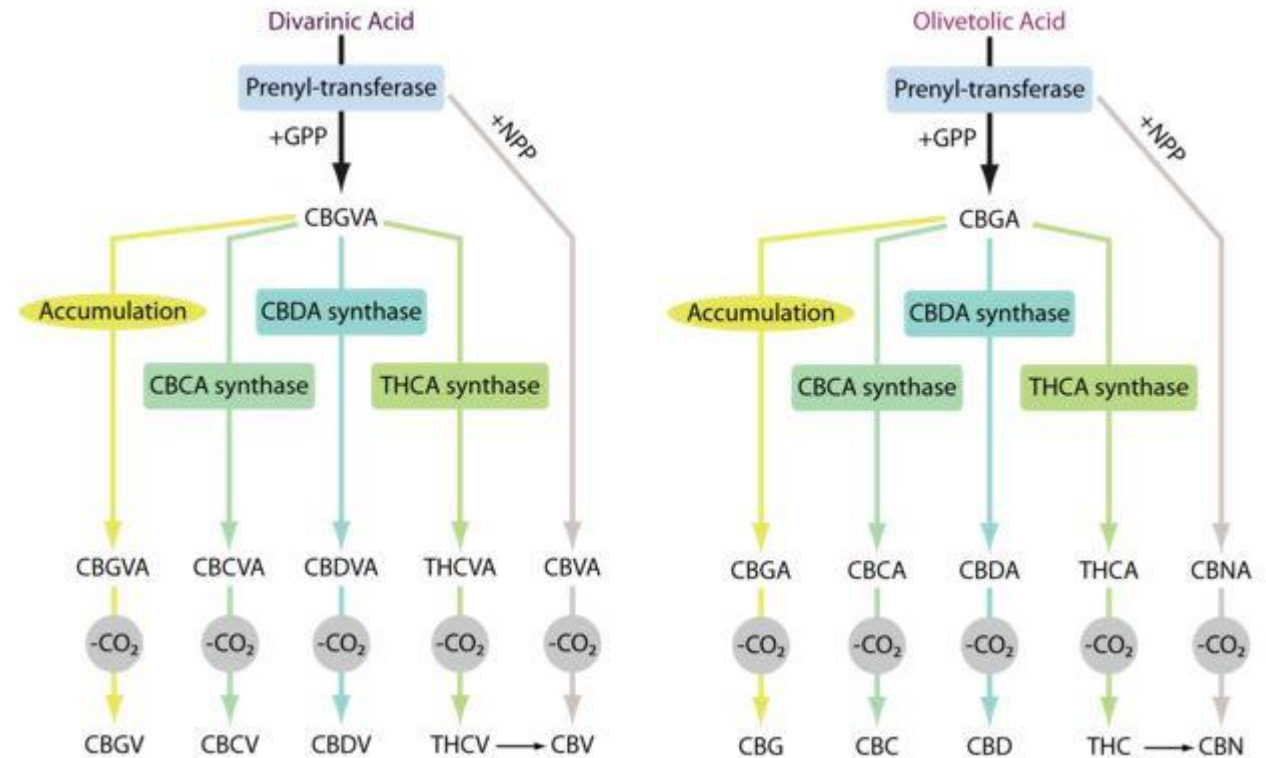 Divarinic Acid
Prenyl-transferase
+GPP
+NPP
CBGVA
Accumulation
CBDA synthase
CBCA synthase
THCA synthase
CBGVA CBCVA CBDVA THCVA CBVA
-CO₂ -CO₂ -CO₂ -CO₂ -CO₂
CBGV CBCV CBDV THCV CBV
Olivetolic Acid
Prenyl-transferase
+GPP
+NPP
CBGA
Accumulation
CBDA synthase
CBCA synthase
THCA synthase
CBGA CBCA CBDA THCA CBNA
-CO₂ -CO₂ -CO₂ -CO₂ -CO₂
CBG CBC CBD THC CBN